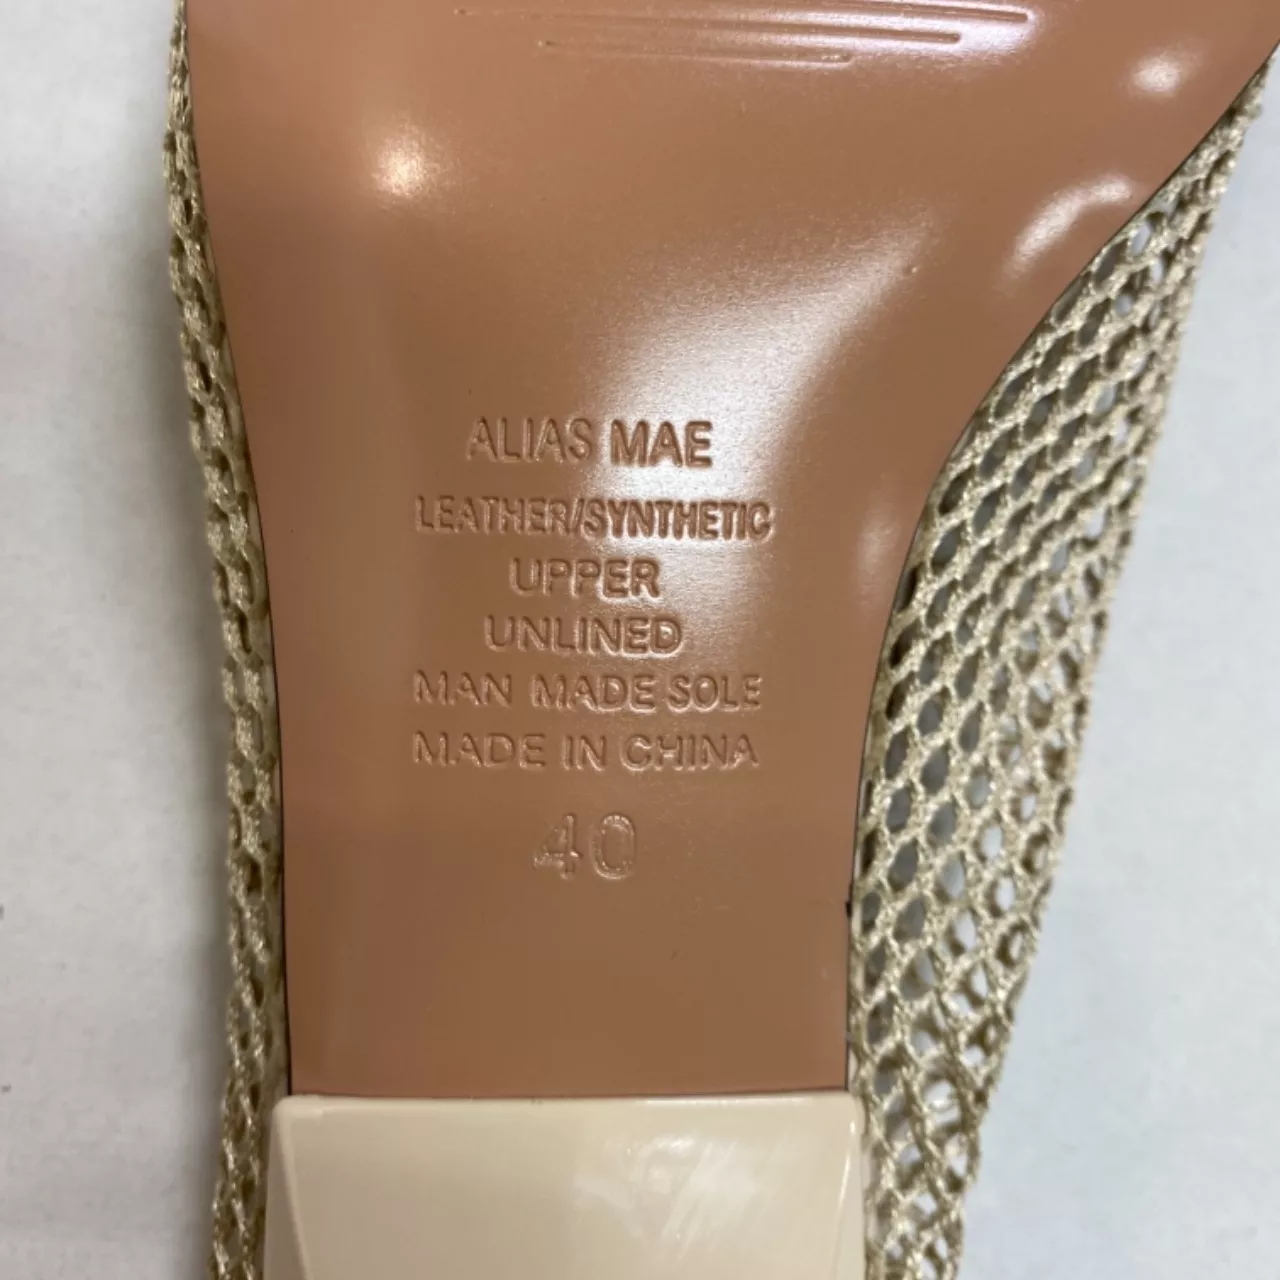 ALIAS MAE
LEATHER/SYNTHETIC
UPPER
UNLINED
MAN MADE SOLE
MADE IN CHINA
40